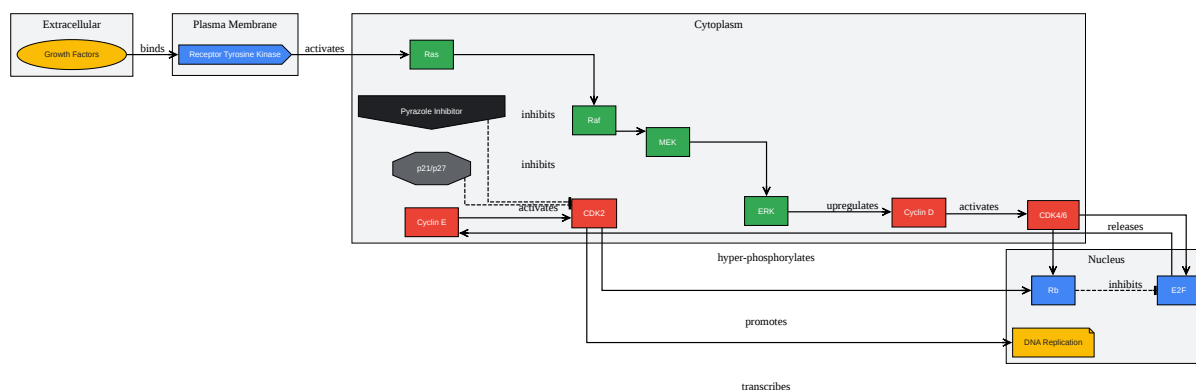 Extracellular
Plasma Membrane
Cytoplasm
Growth Factors
binds
Receptor Tyrosine Kinase
activates
Ras
Pyrazole Inhibitor
inhibits
Raf
MEK
p21/p27
inhibits
Cyclin E
activates
CDK2
ERK
upregulates
Cyclin D
activates
CDK4/6
releases
hyper-phosphorylates
Nucleus
Rb
inhibits
E2F
promotes
DNA Replication
transcribes